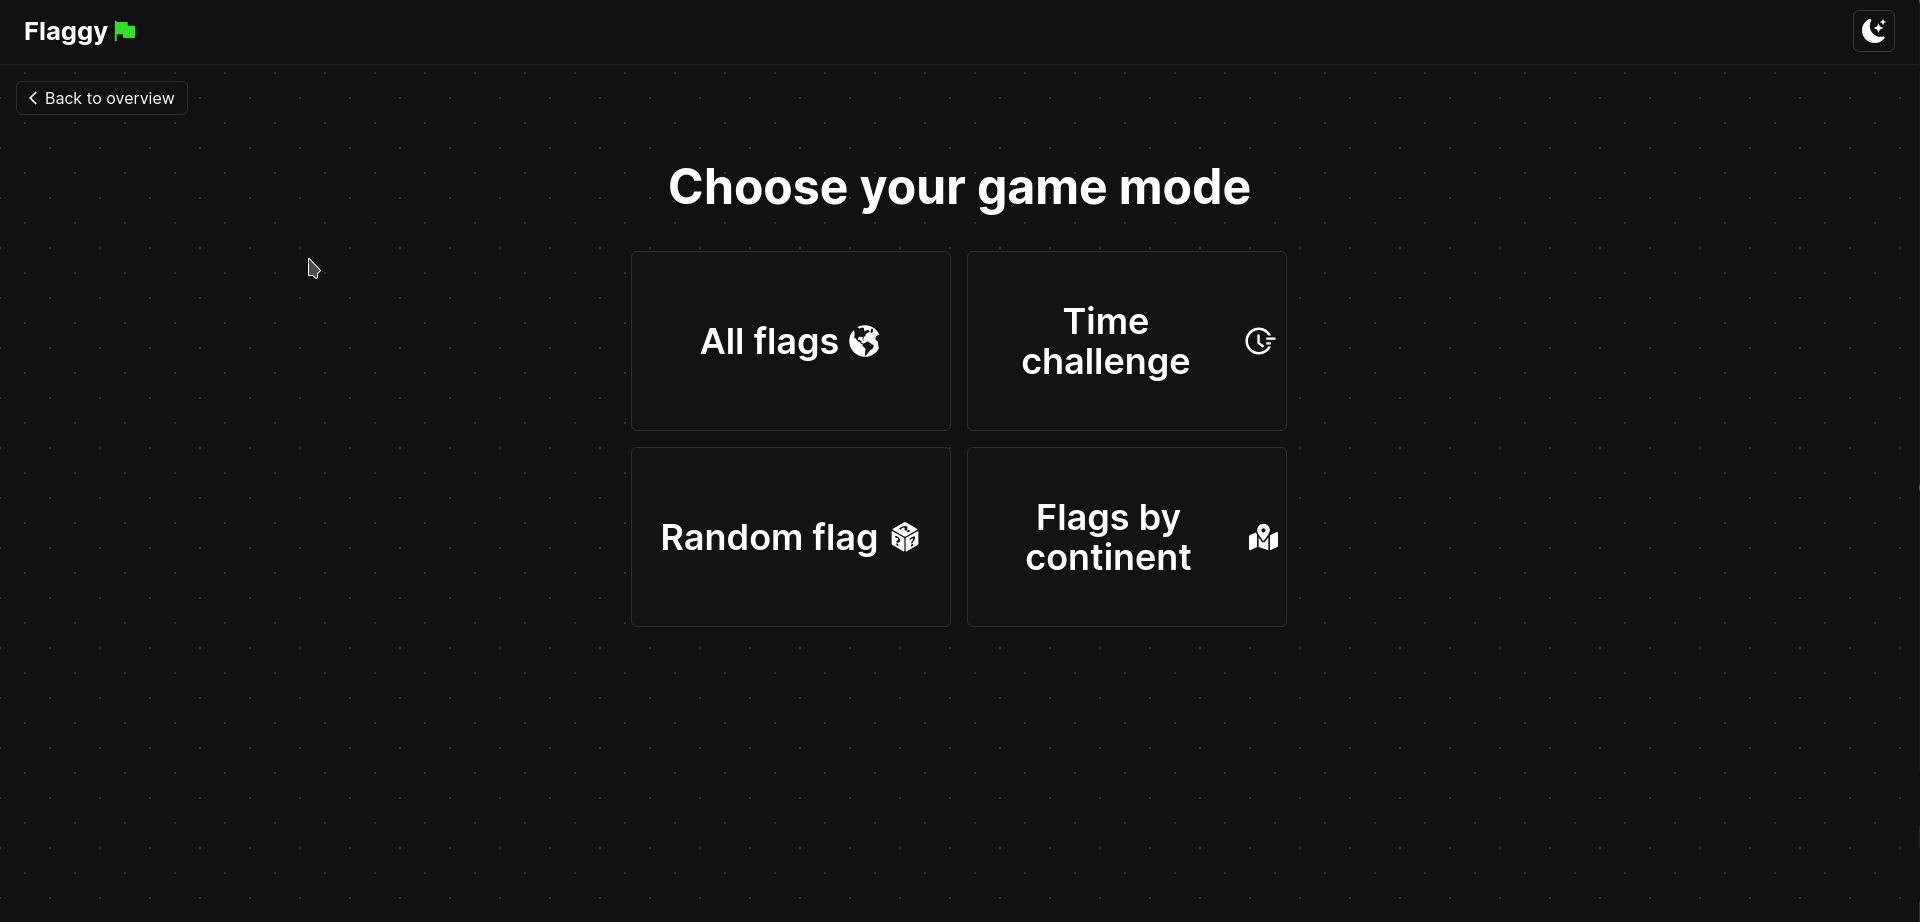 Flaggy
Back to overview
Choose your game mode
All flags
Time
challenge
Random flag
Flags by
continent